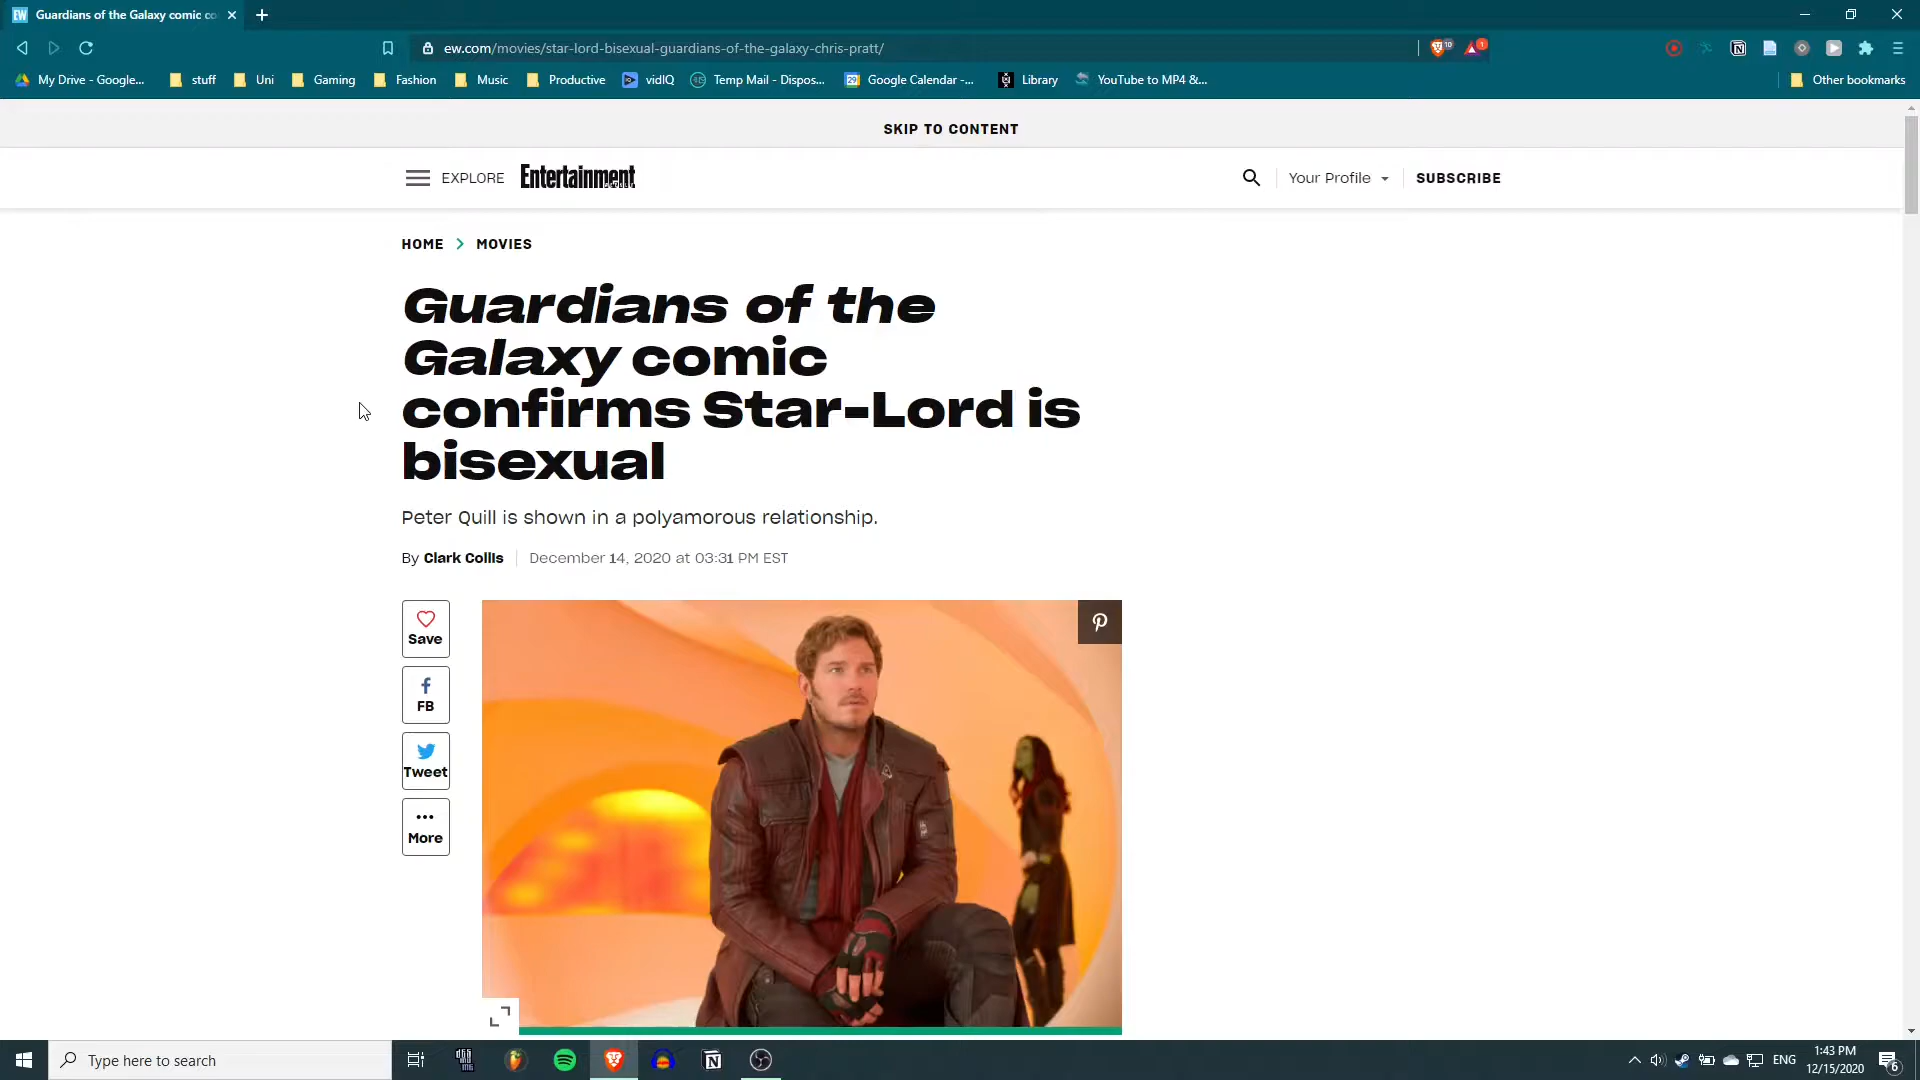 Guardians of the Galaxy comic co
ew.com/movies/star-lord-bisexual-guardians-of-the-galaxy-chris-pratt/
10
1
My Drive - Google...
stuff
Uni
Gaming
Fashion
Music
Productive
vidIQ
Temp Mail - Dispos...
Google Calendar -...
Library
YouTube to MP4 &...
Other bookmarks
SKIP TO CONTENT
EXPLORE
Entertainment
Your Profile
SUBSCRIBE
HOME > MOVIES
Guardians of the
Galaxy comic
confirms Star-Lord is
bisexual
Peter Quill is shown in a polyamorous relationship.
By Clark Collis
December 14, 2020 at 03:31 PM EST
Save
FB
Tweet
More
Type here to search
ENG
1:43 PM
12/15/2020
6